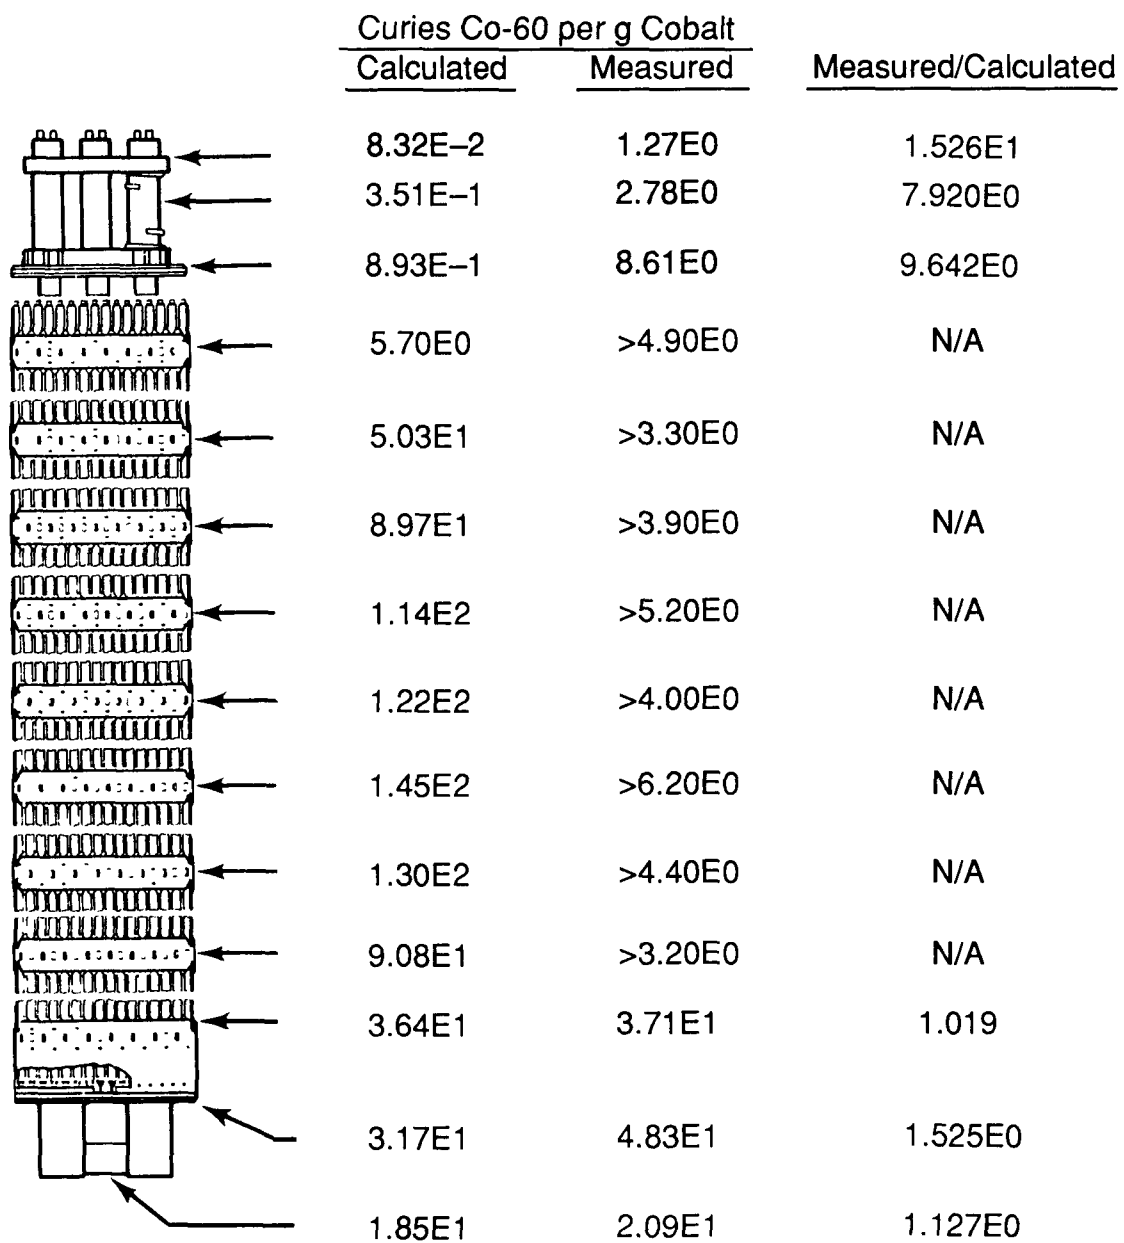 Curies Co-60 per g Cobalt
Calculated Measured Measured/Calculated
8.32E–2 1.27E0 1.526E1
3.51E–1 2.78E0 7.920E0
8.93E–1 8.61E0 9.642E0
5.70E0 >4.90E0 N/A
5.03E1 >3.30E0 N/A
8.97E1 >3.90E0 N/A
1.14E2 >5.20E0 N/A
1.22E2 >4.00E0 N/A
1.45E2 >6.20E0 N/A
1.30E2 >4.40E0 N/A
9.08E1 >3.20E0 N/A
3.64E1 3.71E1 1.019
3.17E1 4.83E1 1.525E0
1.85E1 2.09E1 1.127E0